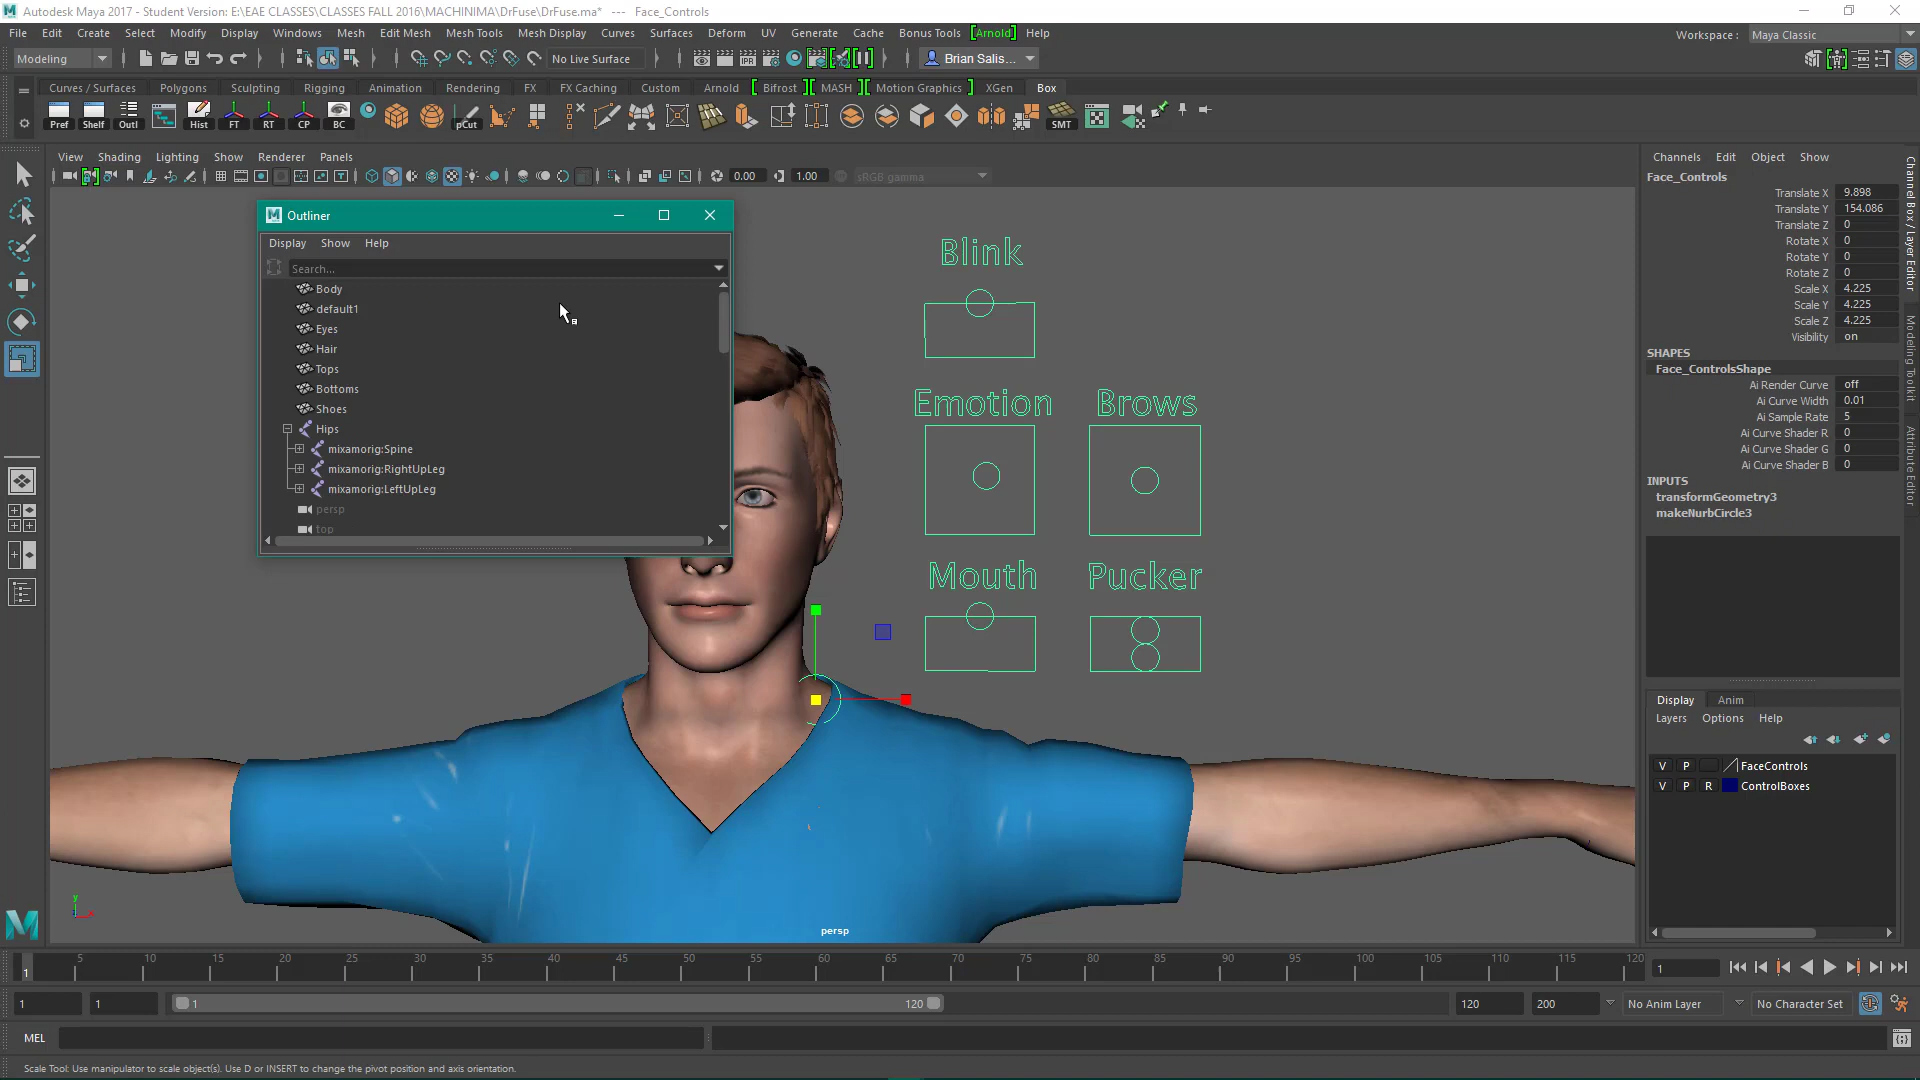 Autodesk Maya 2017 - Student Version: E:\EAE CLASSES\CLASSES FALL 2016\MACHINIMA\DrFuse\DrFuse.ma* --- Face_Controls
File Edit Create Select Modify Display Windows Mesh Edit Mesh Mesh Tools Mesh Display Curves Surfaces Deform UV Generate Cache Bonus Tools [Arnold] Help
Workspace : Maya Classic
Modeling No Live Surface Brian Salis...
Curves / Surfaces Polygons Sculpting Rigging Animation Rendering FX FX Caching Custom Arnold [ Bifrost ] [ MASH ] [ Motion Graphics ] XGen Box
Pref Shelf Outl Hist FT RT CP BC pCut SMT
View Shading Lighting Show Renderer Panels
0.00 1.00 sRGB gamma
Outliner
Display Show Help
Search...
Body
default1
Eyes
Hair
Tops
Bottoms
Shoes
Hips
mixamorig:Spine
mixamorig:RightUpLeg
mixamorig:LeftUpLeg
persp
top
Blink
Emotion Brows
Mouth Pucker
persp
Channels Edit Object Show
Face_Controls
Translate X 9.898
Translate Y 154.086
Translate Z 0
Rotate X 0
Rotate Y 0
Rotate Z 0
Scale X 4.225
Scale Y 4.225
Scale Z 4.225
Visibility on
SHAPES
Face_ControlsShape
Ai Render Curve off
Ai Curve Width 0.01
Ai Sample Rate 5
Ai Curve Shader R 0
Ai Curve Shader G 0
Ai Curve Shader B 0
INPUTS
transformGeometry3
makeNurbCircle3
Channel Box / Layer Editor
Modeling Toolkit
Attribute Editor
Display Anim
Layers Options Help
V P FaceControls
V P R ControlBoxes
y
5 10 15 20 25 30 35 40 45 50 55 60 65 70 75 80 85 90 95 100 105 110 115 120
1 1
1 1 1 120 120 200 No Anim Layer No Character Set
MEL
Scale Tool: Use manipulator to scale object(s). Use D or INSERT to change the pivot position and axis orientation.